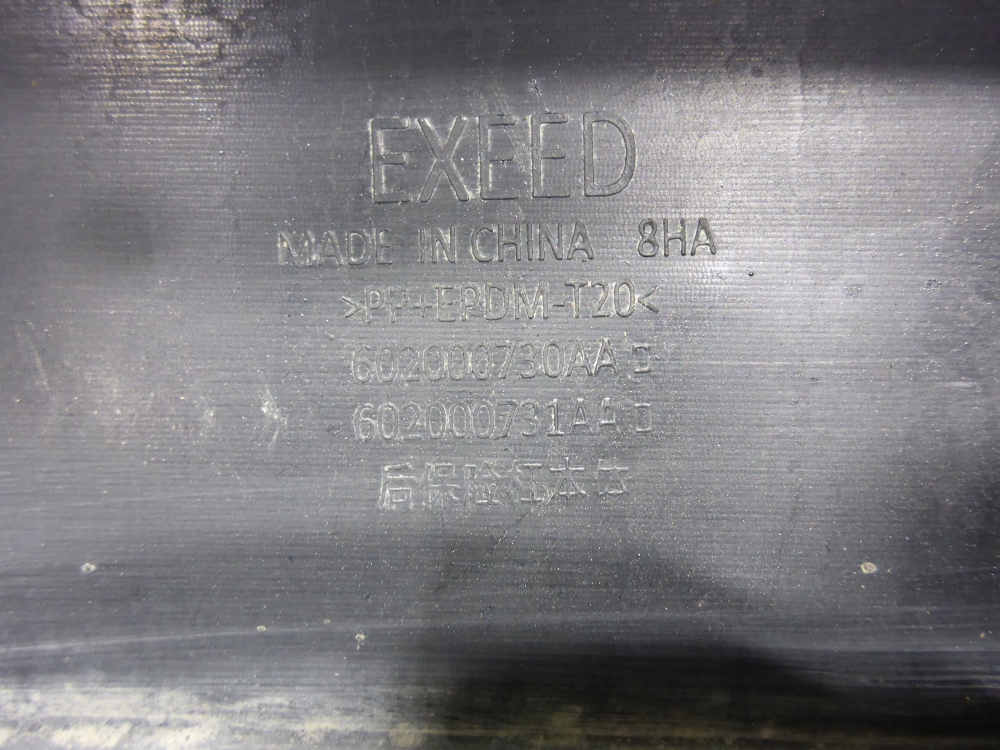 EXEED
MADE IN CHINA 8HA
>PP+EPDM-T20<
602000730AA □
602000731AA □
后保险杠本体